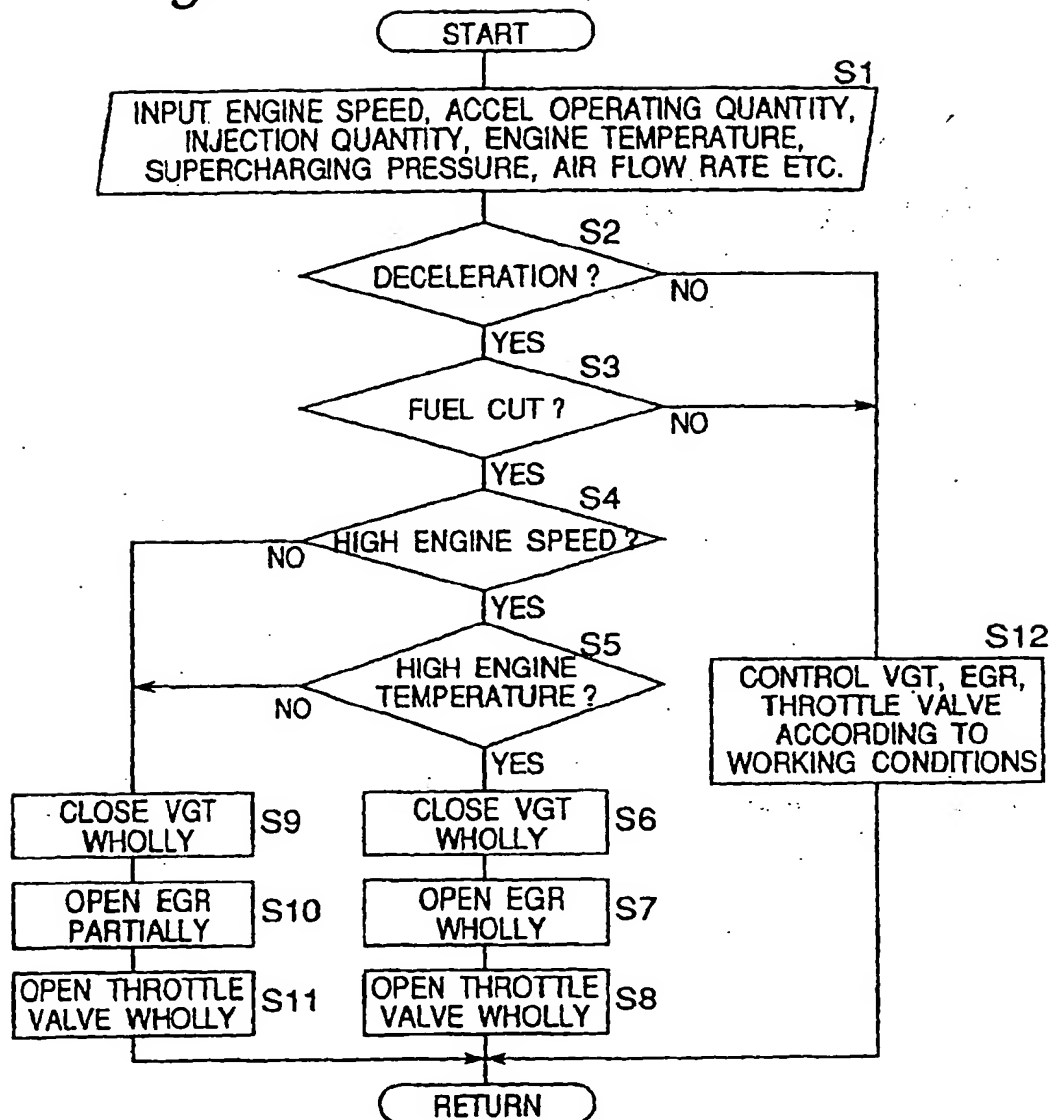 START
S1
INPUT ENGINE SPEED, ACCEL OPERATING QUANTITY,
INJECTION QUANTITY, ENGINE TEMPERATURE,
SUPERCHARGING PRESSURE, AIR FLOW RATE ETC.
S2
DECELERATION ?
NO
YES
S3
FUEL CUT ?
NO
YES
S4
HIGH ENGINE SPEED ?
NO
YES
S5
HIGH ENGINE
TEMPERATURE ?
NO
YES
S12
CONTROL VGT, EGR,
THROTTLE VALVE
ACCORDING TO
WORKING CONDITIONS
CLOSE VGT
WHOLLY
S9
CLOSE VGT
WHOLLY
S6
OPEN EGR
PARTIALLY
S10
OPEN EGR
WHOLLY
S7
OPEN THROTTLE
VALVE WHOLLY
S11
OPEN THROTTLE
VALVE WHOLLY
S8
RETURN